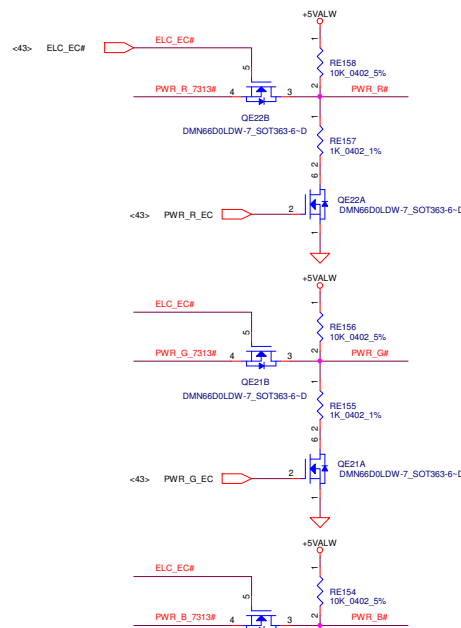 +5VALW
<43> ELC_EC#
ELC_EC#
1
5
RE158
10K_0402_5%
2
PWR_R_7313# 4 3 PWR_R#
QE22B
DMN66D0LDW-7_SOT363-6~D
1
RE157
1K_0402_1%
2
6
QE22A
DMN66D0LDW-7_SOT363-6~D
<43> PWR_R_EC 2
1
+5VALW
ELC_EC#
1
5
RE156
10K_0402_5%
2
PWR_G_7313# 4 3 PWR_G#
QE21B
DMN66D0LDW-7_SOT363-6~D
1
RE155
1K_0402_1%
2
6
QE21A
DMN66D0LDW-7_SOT363-6~D
<43> PWR_G_EC 2
1
+5VALW
ELC_EC#
1
5
RE154
10K_0402_5%
2
PWR_B_7313# 4 3 PWR_B#